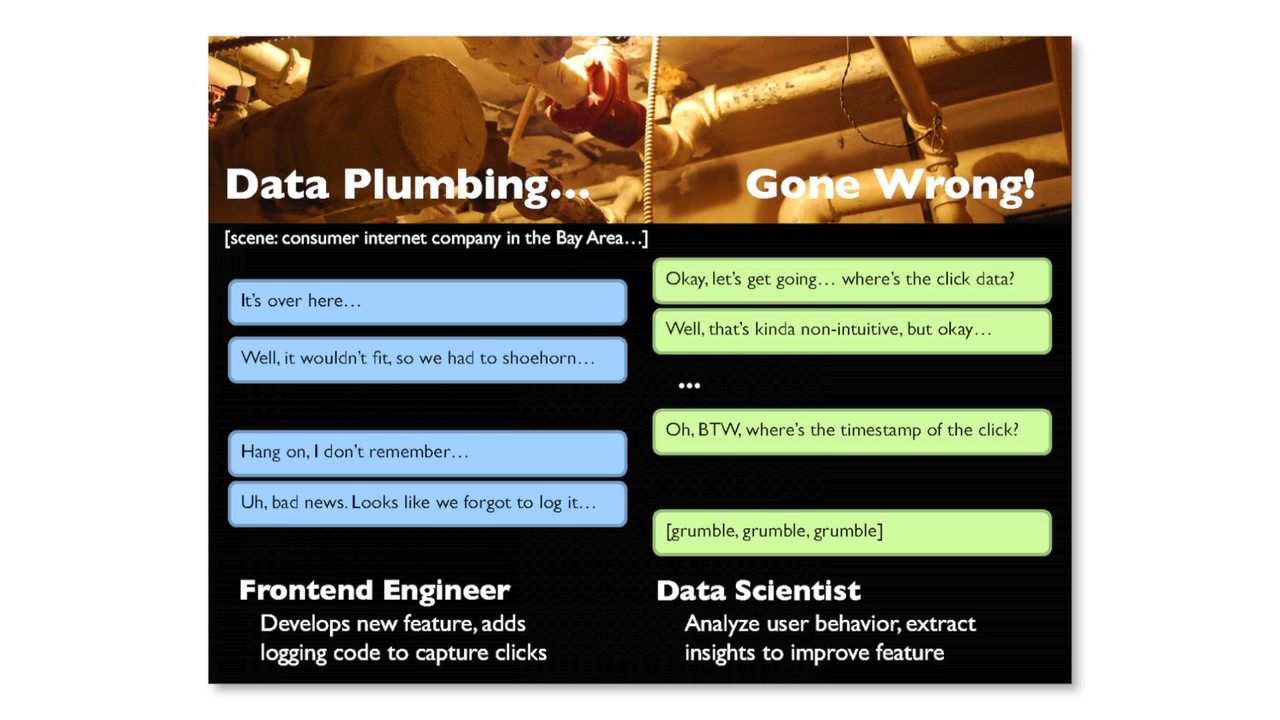 Data Plumbing... Gone Wrong!
[scene: consumer internet company in the Bay Area...]
Okay, let's get going... where's the click data?
It's over here...
Well, that's kinda non-intuitive, but okay...
Well, it wouldn't fit, so we had to shoehorn...
...
Oh, BTW, where's the timestamp of the click?
Hang on, I don't remember...
Uh, bad news. Looks like we forgot to log it...
[grumble, grumble, grumble]
Frontend Engineer
Develops new feature, adds
logging code to capture clicks
Data Scientist
Analyze user behavior, extract
insights to improve feature